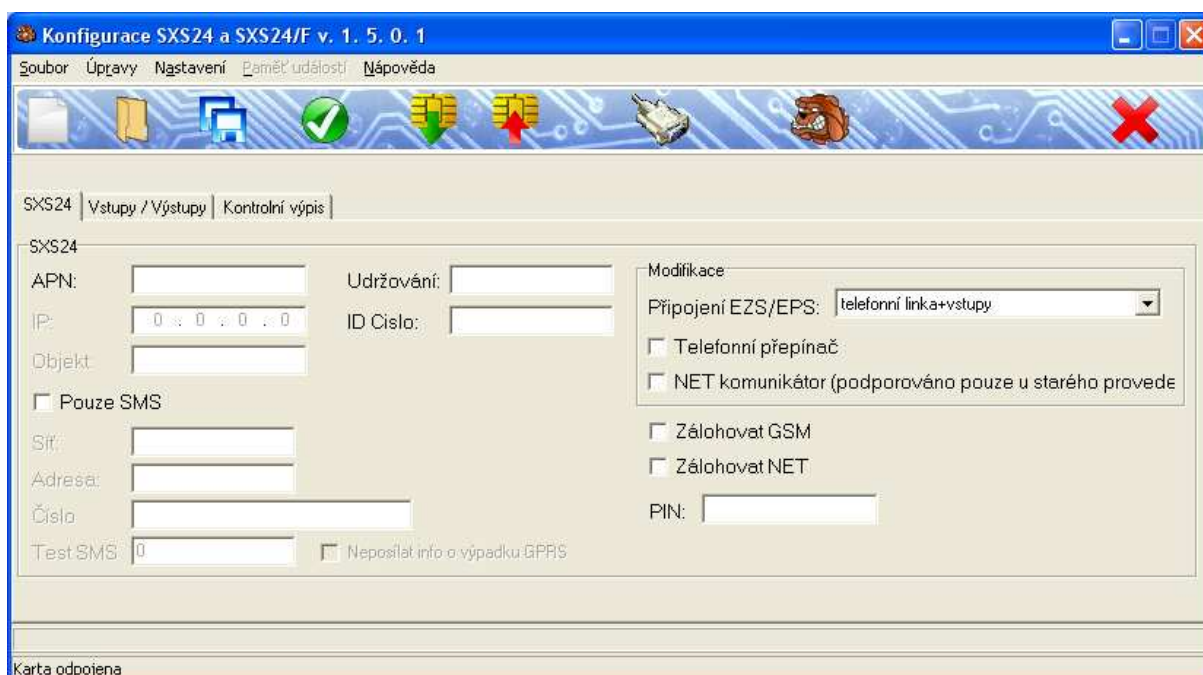 Konfigurace SXS24 a SXS24/F v. 1. 5. 0. 1
Soubor Úpravy Nastavení Paměť událostí Nápověda
SXS24 Vstupy / Výstupy Kontrolní výpis
SXS24
APN:
IP: 0 . 0 . 0 . 0
Objekt:
Pouze SMS
Síť:
Adresa:
Číslo
Test SMS 0 Neposílat info o výpadku GPRS
Udržování:
ID Cislo:
Modifikace
Připojení EZS/EPS: telefonní linka+vstupy
Telefonní přepínač
NET komunikátor (podporováno pouze u starého provede
Zálohovat GSM
Zálohovat NET
PIN:
Karta odpojena